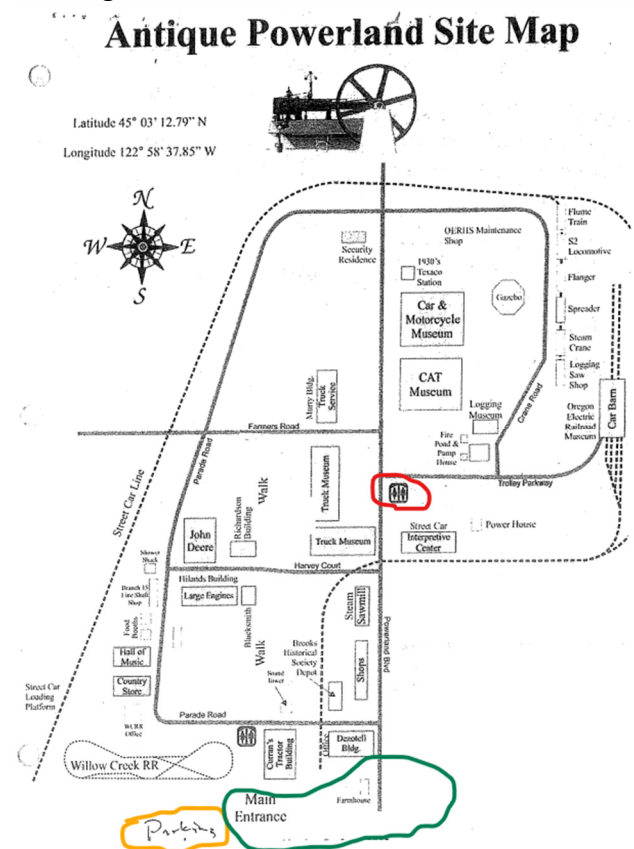 Antique Powerland Site Map
Latitude 45° 03' 12.79" N
Longitude 122° 58' 37.85" W
N
W
E
S
Security
Residence
OERHS Maintenance
Shop
1930's
Texaco
Station
Gazebo
Car &
Motorcycle
Museum
CAT
Museum
Flume
Train
S2
Locomotive
Flanger
Spreader
Steam
Crane
Logging
Saw
Shop
Oregon
Electric
Railroad
Museum
Car Barn
Murty Bldg.
Truck
Service
Logging
Museum
Crane Road
Fire
Pond &
Pump
House
Farmers Road
Parade Road
Street Car Line
Trolley Parkway
Truck Museum
Walk
Richardson
Building
John
Deere
Truck Museum
Street Car
Interpretive
Center
Power House
Harvey Court
Shower
Shack
Branch 15
Line Shaft
Shop
Food
Booths
Hilands Building
Large Engines
Blacksmith
Walk
Steam
Sawmill
Powerland Blvd
Brooks
Historical
Society
Depot
Shops
Sound
Tower
Hall of
Music
Country
Store
Street Car
Loading
Platform
Office
Parade Road
Willow Creek RR
Curran's
Tractor
Building
Office
Dezotell
Bldg.
Main
Entrance
Farmhouse
Parking